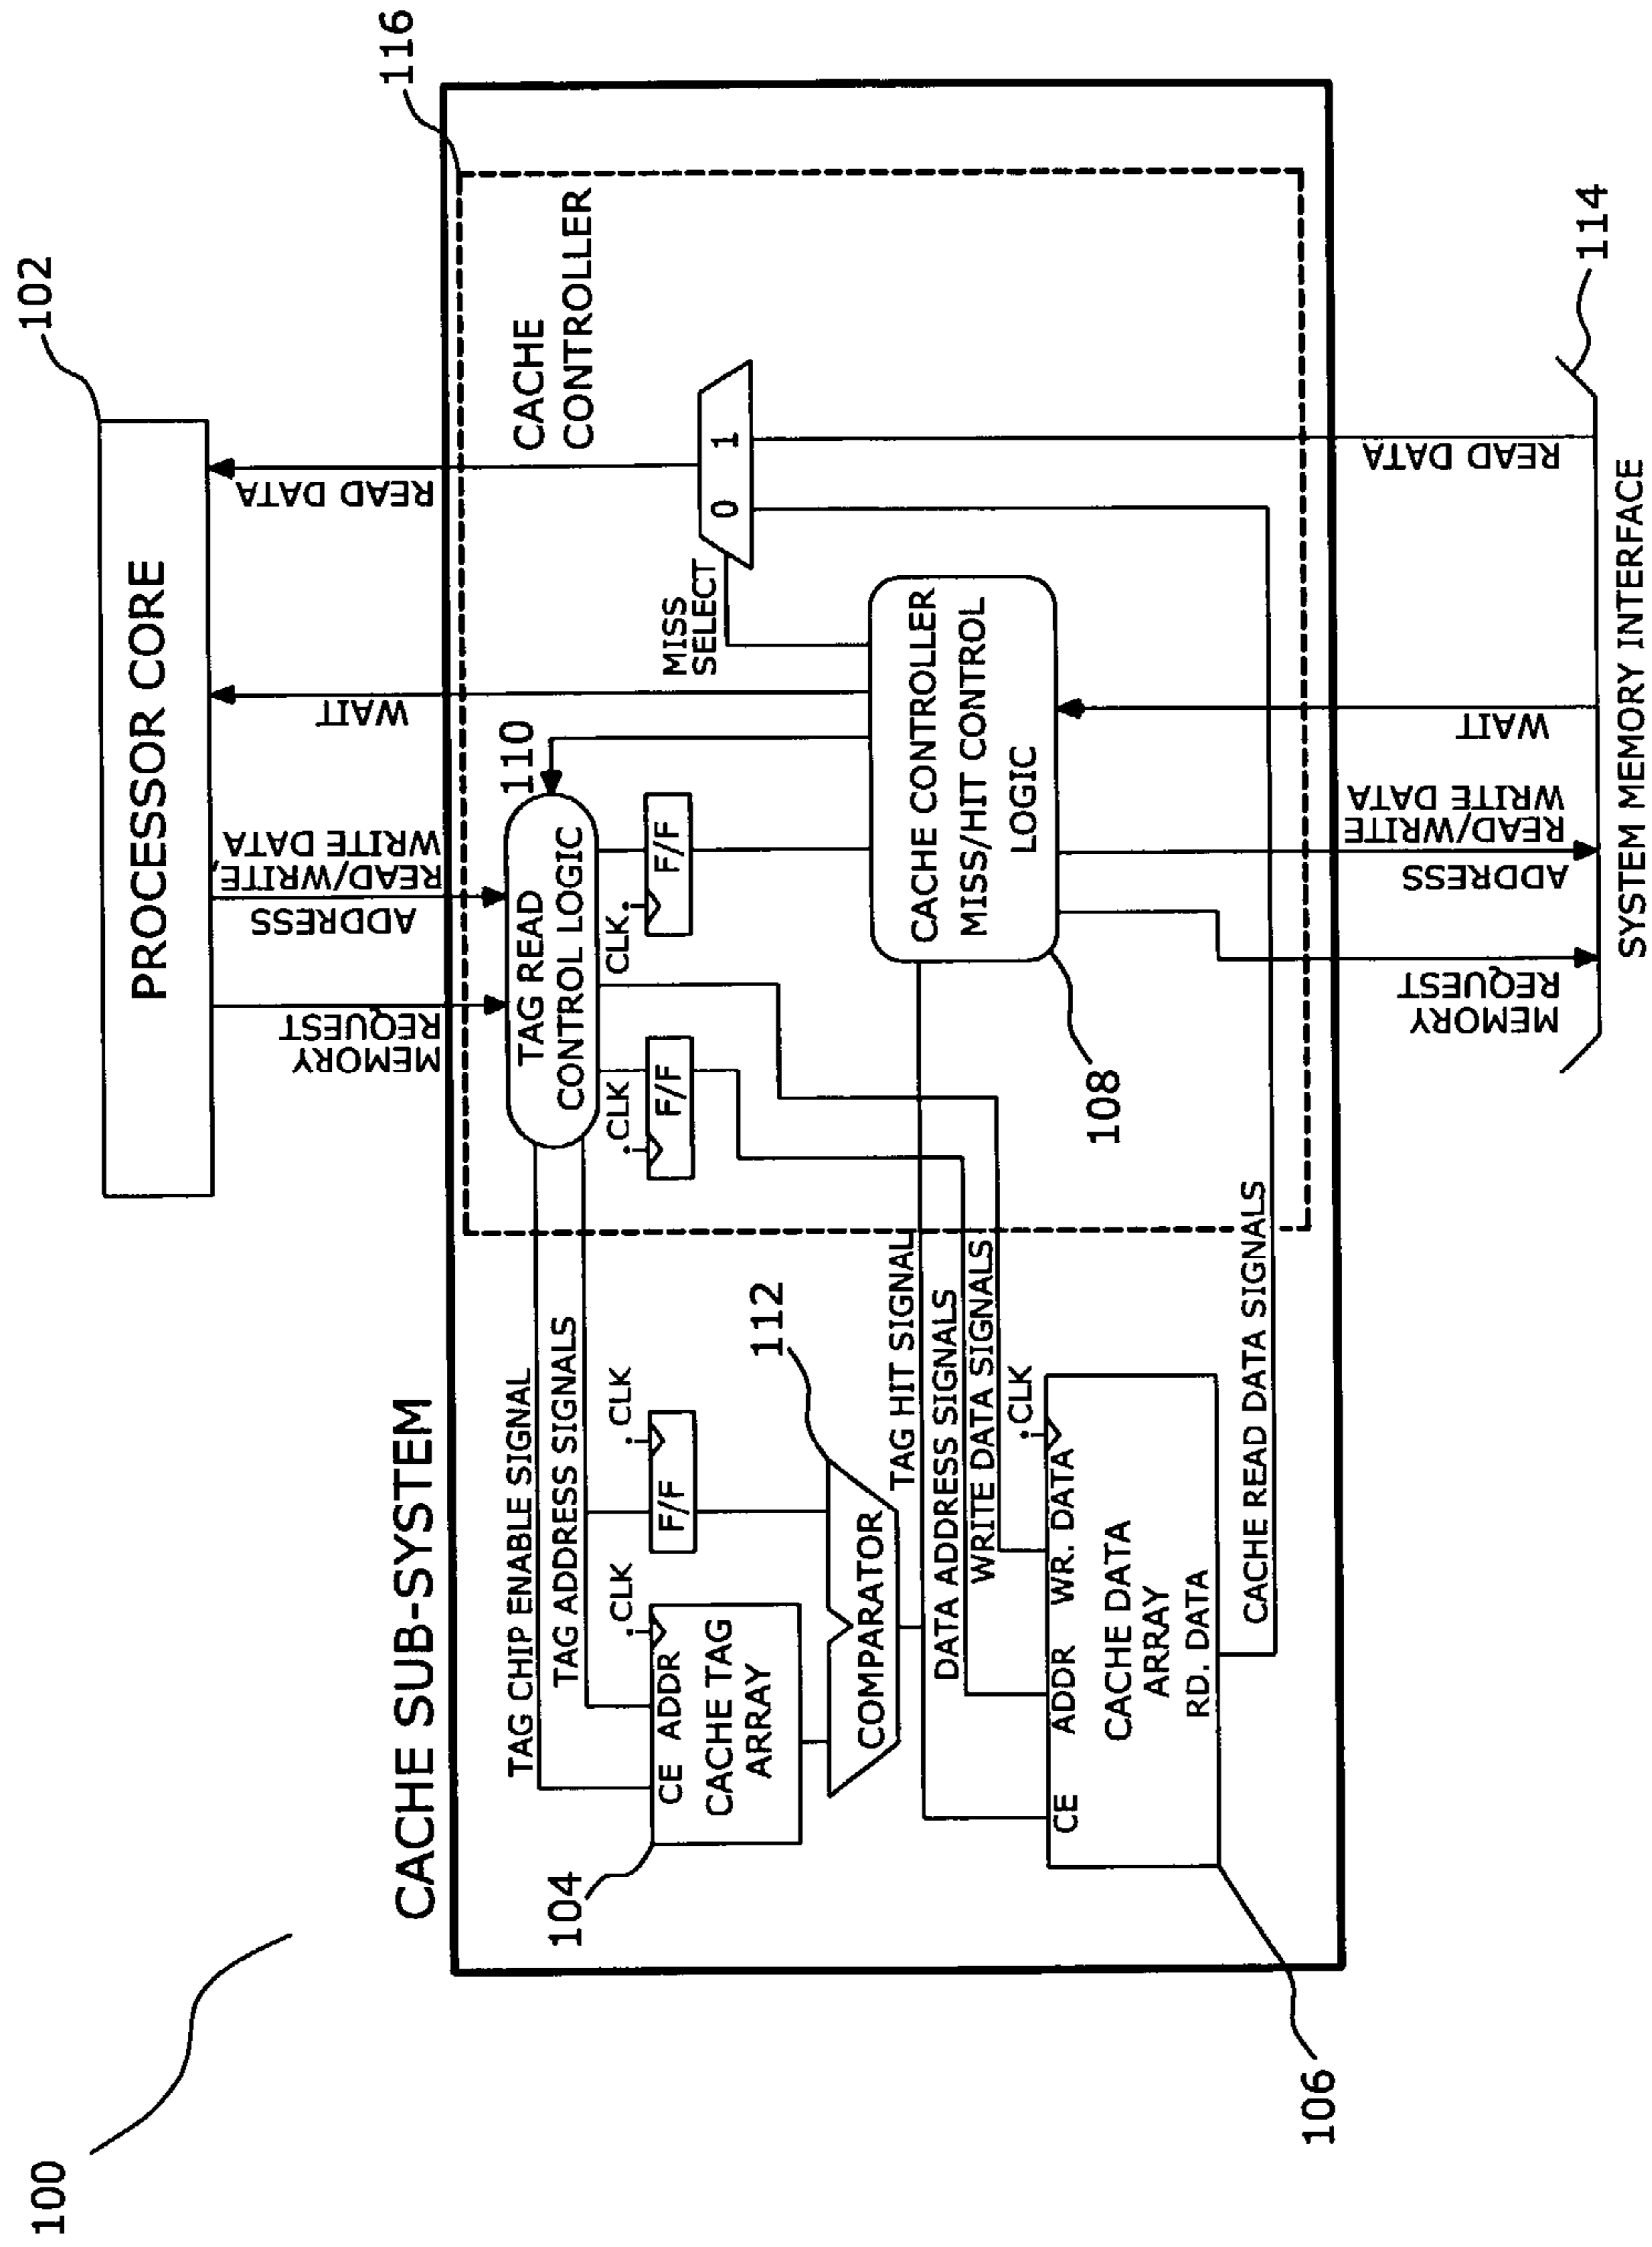 100
102
PROCESSOR CORE
MEMORY
REQUEST
ADDRESS
READ/WRITE,
WRITE DATA
WAIT
READ DATA
CACHE SUB-SYSTEM
116
CACHE
CONTROLLER
TAG CHIP ENABLE SIGNAL
TAG ADDRESS SIGNALS
TAG READ
CONTROL LOGIC
110
104
CE ADDR
CACHE TAG
ARRAY
.CLK
F/F
.CLK
F/F
.CLK
F/F
CLK.
MISS
SELECT
0 1
112
COMPARATOR
TAG HIT SIGNAL
DATA ADDRESS SIGNALS
WRITE DATA SIGNALS
CACHE CONTROLLER
MISS/HIT CONTROL
LOGIC
108
.CLK
CE ADDR WR. DATA
CACHE DATA
ARRAY
RD. DATA
106
CACHE READ DATA SIGNALS
MEMORY
REQUEST
ADDRESS
READ/WRITE
WRITE DATA
WAIT
READ DATA
SYSTEM MEMORY INTERFACE
114